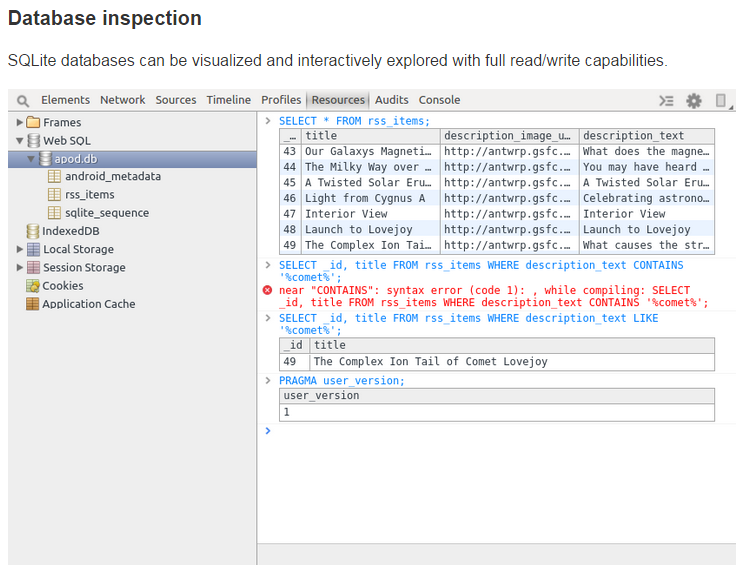 Database inspection
SQLite databases can be visualized and interactively explored with full read/write capabilities.
Elements Network Sources Timeline Profiles Resources Audits Console
Frames
Web SQL
apod.db
android_metadata
rss_items
sqlite_sequence
IndexedDB
Local Storage
Session Storage
Cookies
Application Cache
> SELECT * FROM rss_items;
_… title description_image_u… description_text
43 Our Galaxys Magneti… http://antwrp.gsfc.… What does the magne…
44 The Milky Way over … http://antwrp.gsfc.… You may have heard …
45 A Twisted Solar Eru… http://antwrp.gsfc.… A Twisted Solar Eru…
46 Light from Cygnus A http://antwrp.gsfc.… Celebrating astrono…
47 Interior View http://antwrp.gsfc.… Interior View
48 Launch to Lovejoy http://antwrp.gsfc.… Launch to Lovejoy
49 The Complex Ion Tai… http://antwrp.gsfc.… What causes the str…
> SELECT _id, title FROM rss_items WHERE description_text CONTAINS
'%comet%';
near "CONTAINS": syntax error (code 1): , while compiling: SELECT
_id, title FROM rss_items WHERE description_text CONTAINS '%comet%';
> SELECT _id, title FROM rss_items WHERE description_text LIKE
'%comet%';
_id title
49 The Complex Ion Tail of Comet Lovejoy
> PRAGMA user_version;
user_version
1
>